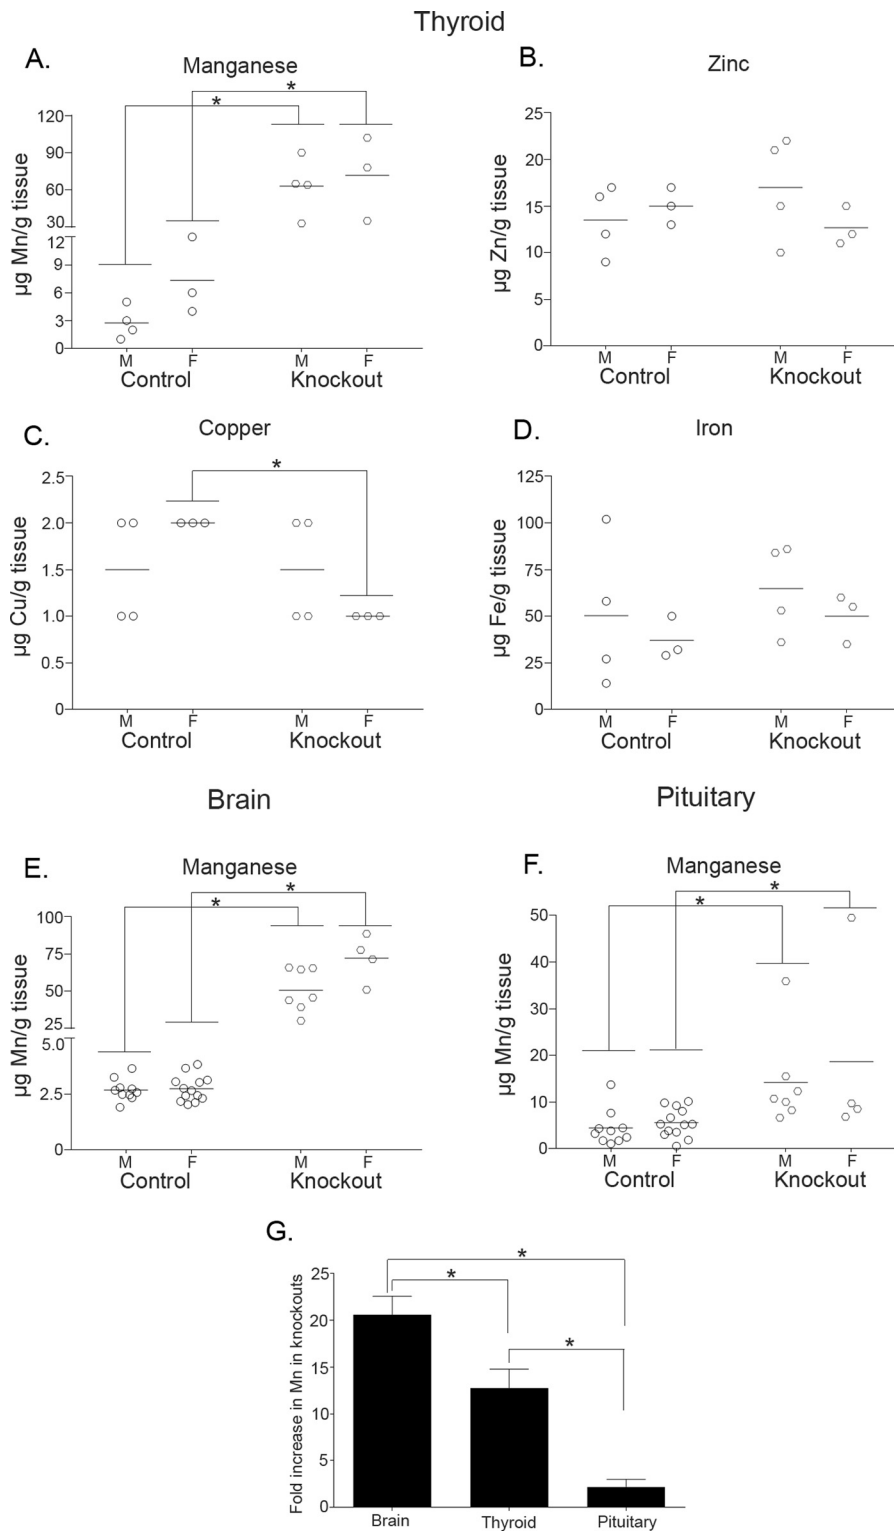 Thyroid
A.
Manganese
*
*
µg Mn/g tissue
120
90
60
30
12
9
6
3
0
M
F
M
F
Control
Knockout
B.
Zinc
µg Zn/g tissue
25
20
15
10
5
0
M
F
M
F
Control
Knockout
C.
Copper
*
µg Cu/g tissue
2.5
2.0
1.5
1.0
0.5
0
M
F
M
F
Control
Knockout
D.
Iron
µg Fe/g tissue
125
100
75
50
25
0
M
F
M
F
Control
Knockout
Brain
E.
Manganese
*
*
µg Mn/g tissue
100
75
50
25
5.0
2.5
0
M
F
M
F
Control
Knockout
Pituitary
F.
Manganese
*
*
µg Mn/g tissue
50
40
30
20
10
0
M
F
M
F
Control
Knockout
G.
*
*
*
Fold increase in Mn in knockouts
25
20
15
10
5
0
Brain
Thyroid
Pituitary